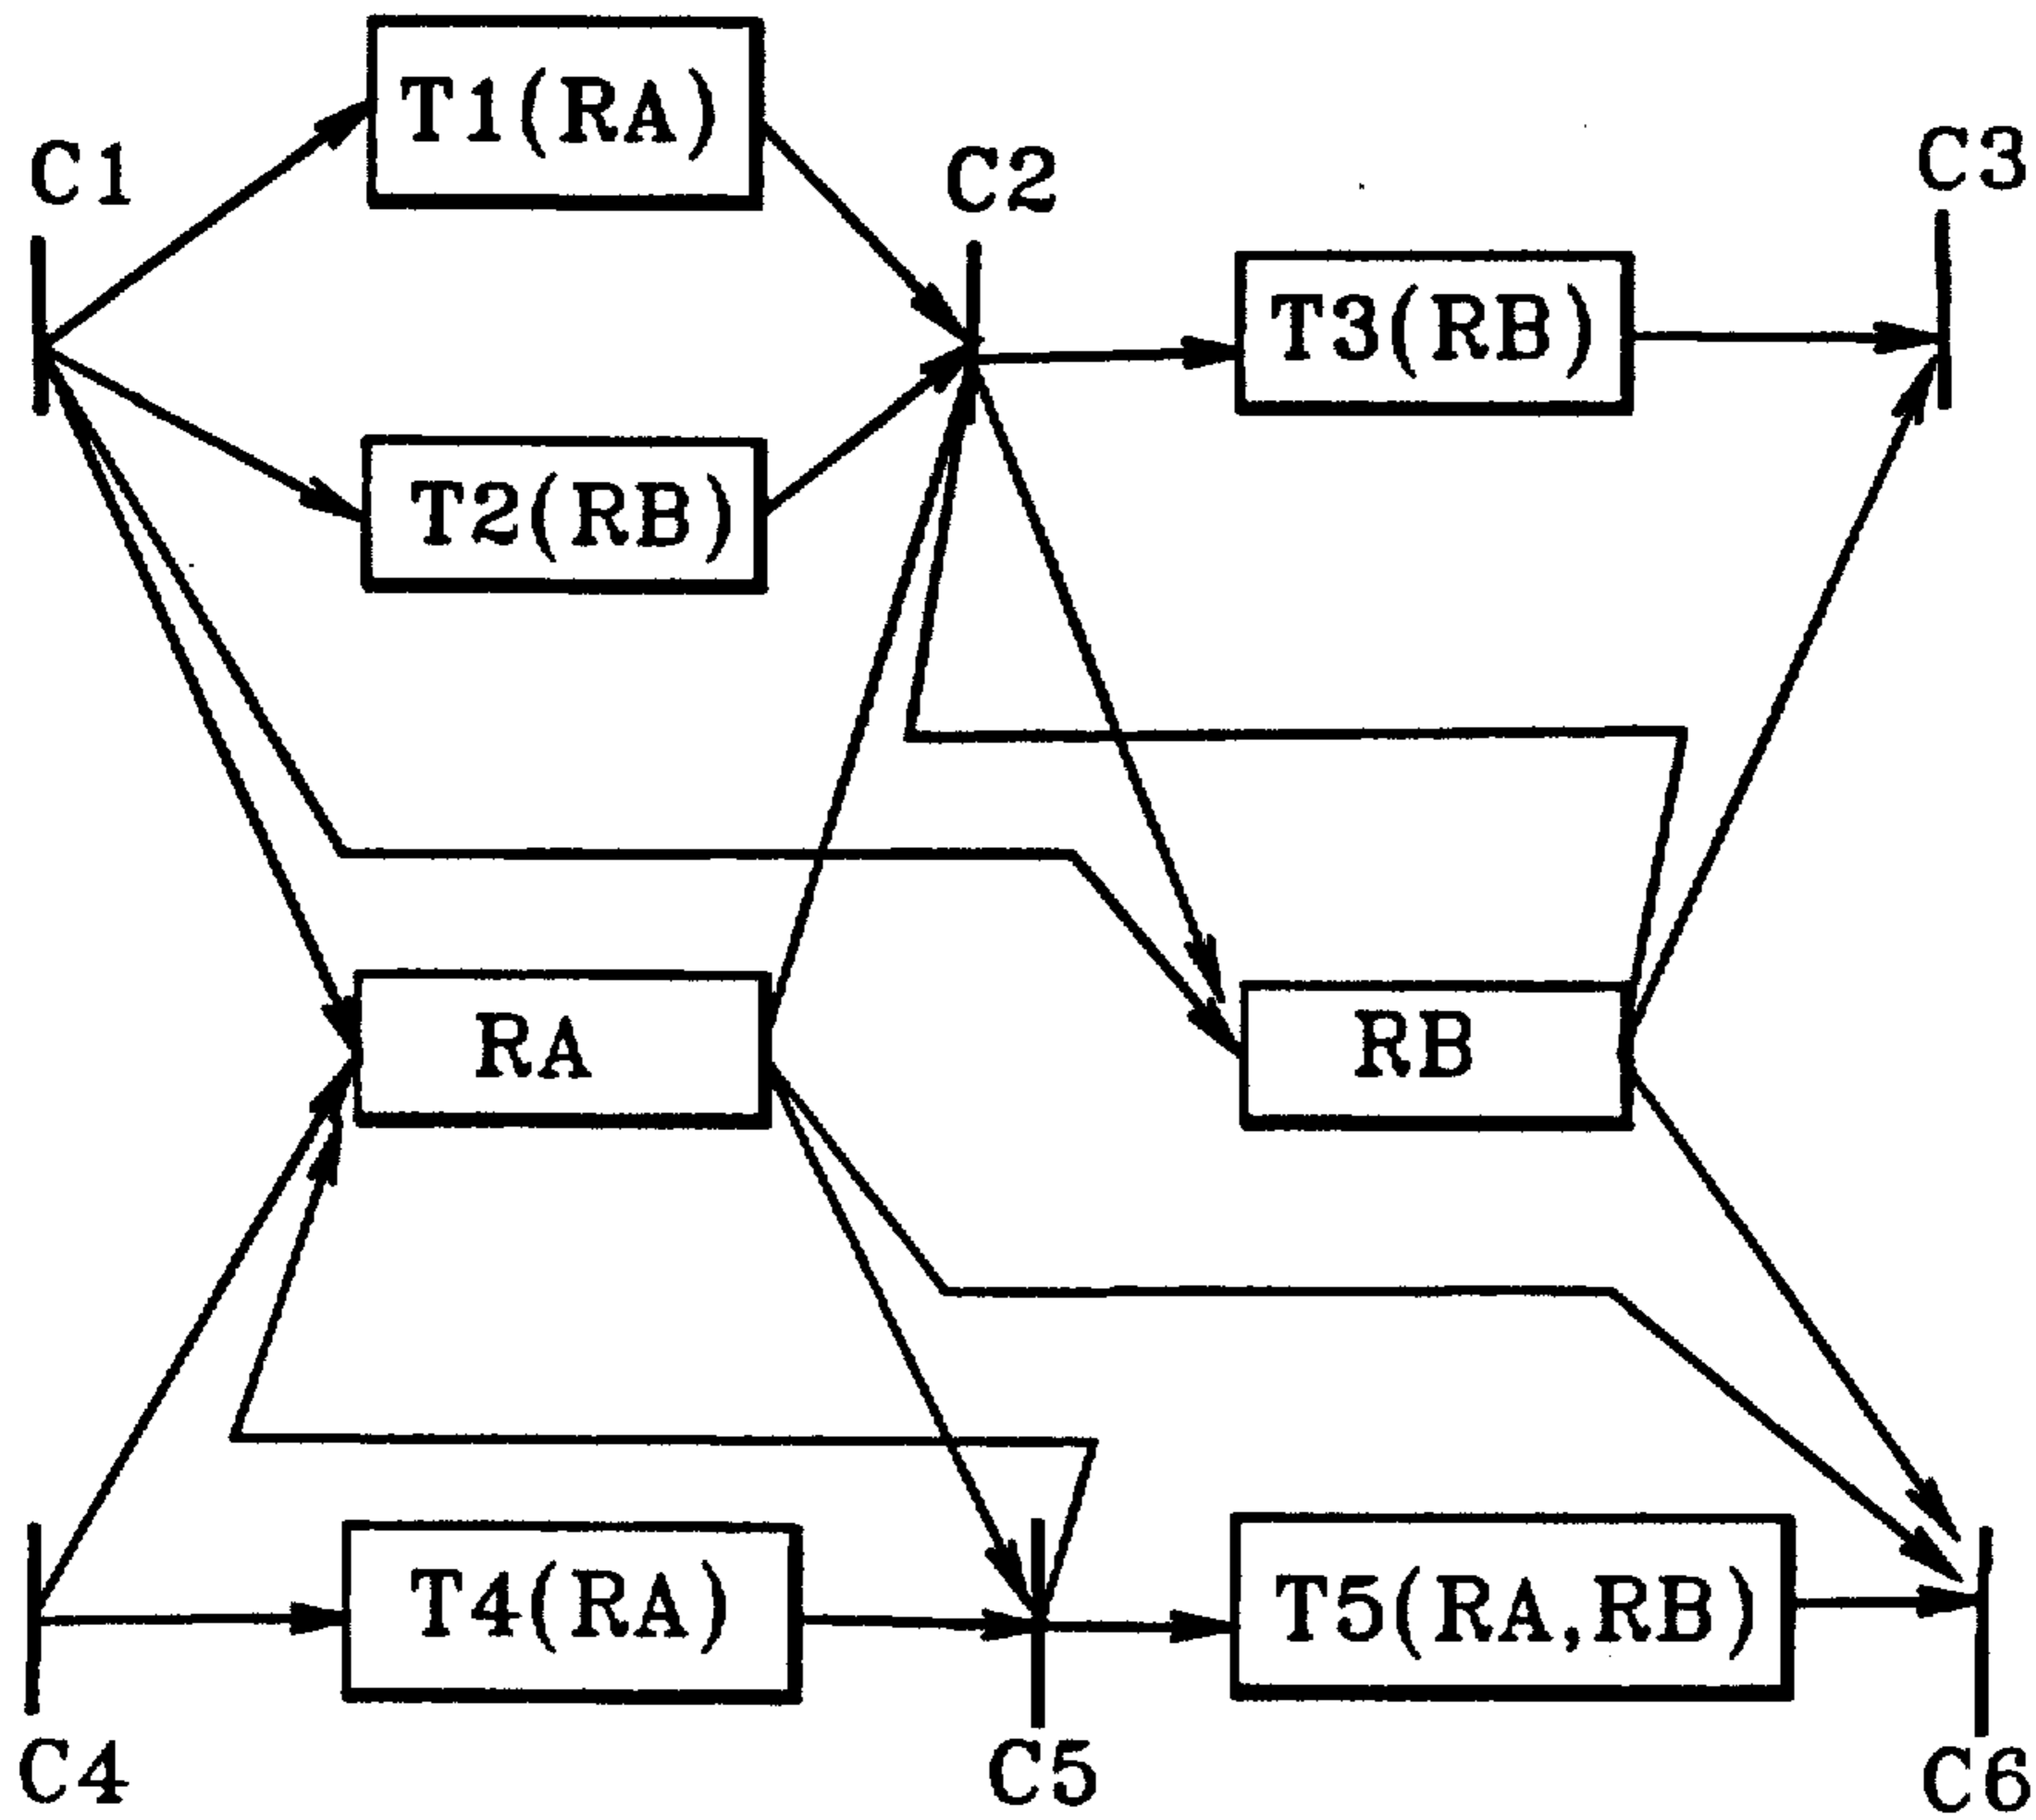 T1(RA)
C1
C2
C3
T3(RB)
T2(RB)
RA
RB
T4(RA)
T5(RA,RB)
C4
C5
C6